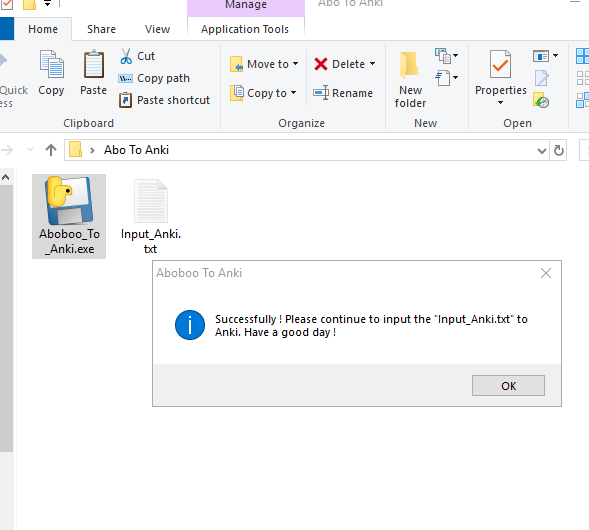 Manage
Abo To Anki
Home
Share
View
Application Tools
Quick
Copy
Paste
Cut
Copy path
Paste shortcut
Clipboard
Move to
Copy to
Delete
Rename
Organize
New
folder
New
Properties
Open
Abo To Anki
Aboboo_To
_Anki.exe
Input_Anki.
txt
Aboboo To Anki
Successfully ! Please continue to input the "Input_Anki.txt" to
Anki. Have a good day !
OK